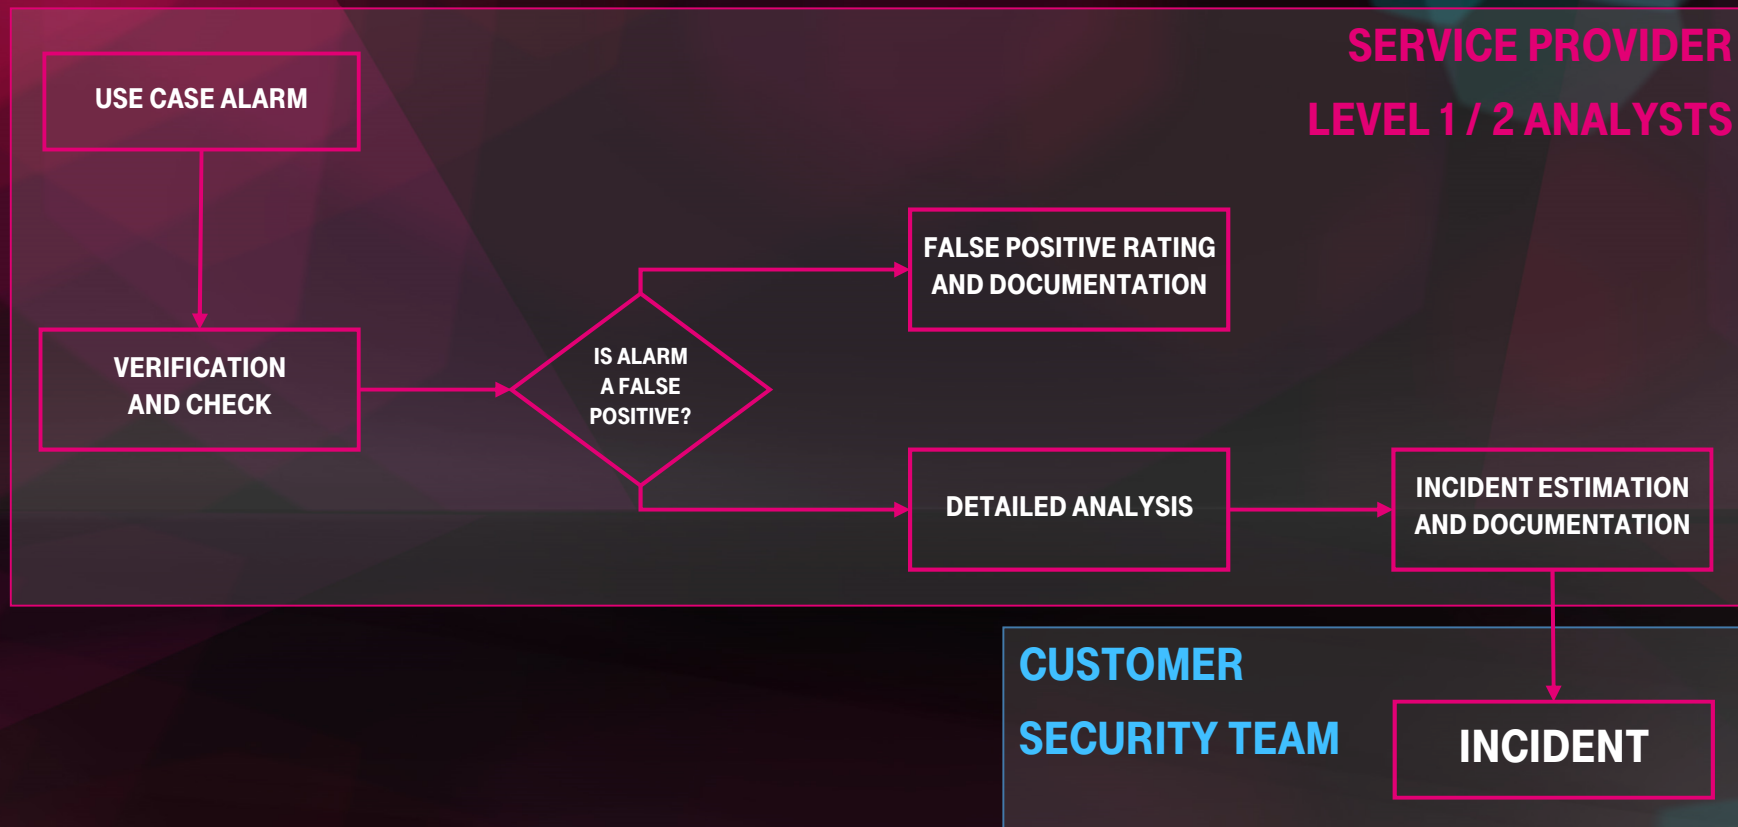 SERVICE PROVIDER
LEVEL 1 / 2 ANALYSTS
USE CASE ALARM
VERIFICATION
AND CHECK
IS ALARM
A FALSE
POSITIVE?
FALSE POSITIVE RATING
AND DOCUMENTATION
DETAILED ANALYSIS
INCIDENT ESTIMATION
AND DOCUMENTATION
CUSTOMER
SECURITY TEAM
INCIDENT